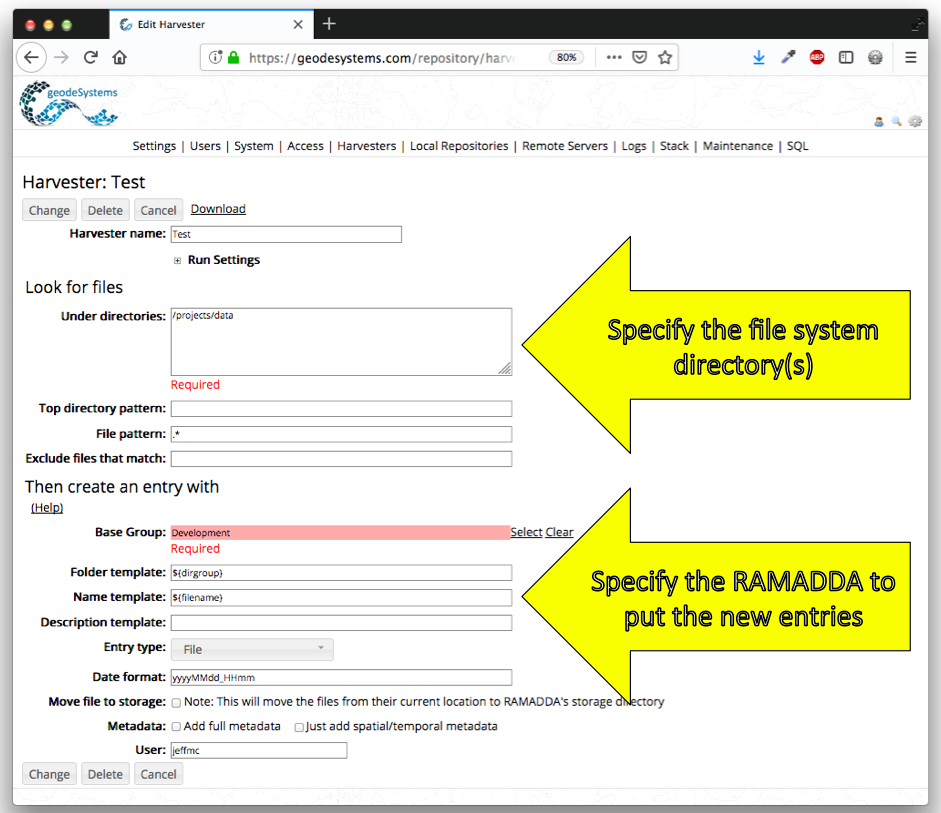 Edit Harvester
https://geodesystems.com/repository/harv
80%
ABP
geodeSystems
Settings | Users | System | Access | Harvesters | Local Repositories | Remote Servers | Logs | Stack | Maintenance | SQL
Harvester: Test
Change Delete Cancel Download
Harvester name: Test
Run Settings
Look for files
Under directories: /projects/data
Required
Specify the file system
directory(s)
Top directory pattern:
File pattern: .*
Exclude files that match:
Then create an entry with
(Help)
Base Group: Development Select Clear
Required
Folder template: ${dirgroup}
Name template: ${filename}
Specify the RAMADDA to
put the new entries
Description template:
Entry type: File
Date format: yyyyMMdd_HHmm
Move file to storage: Note: This will move the files from their current location to RAMADDA's storage directory
Metadata: Add full metadata Just add spatial/temporal metadata
User: jeffmc
Change Delete Cancel